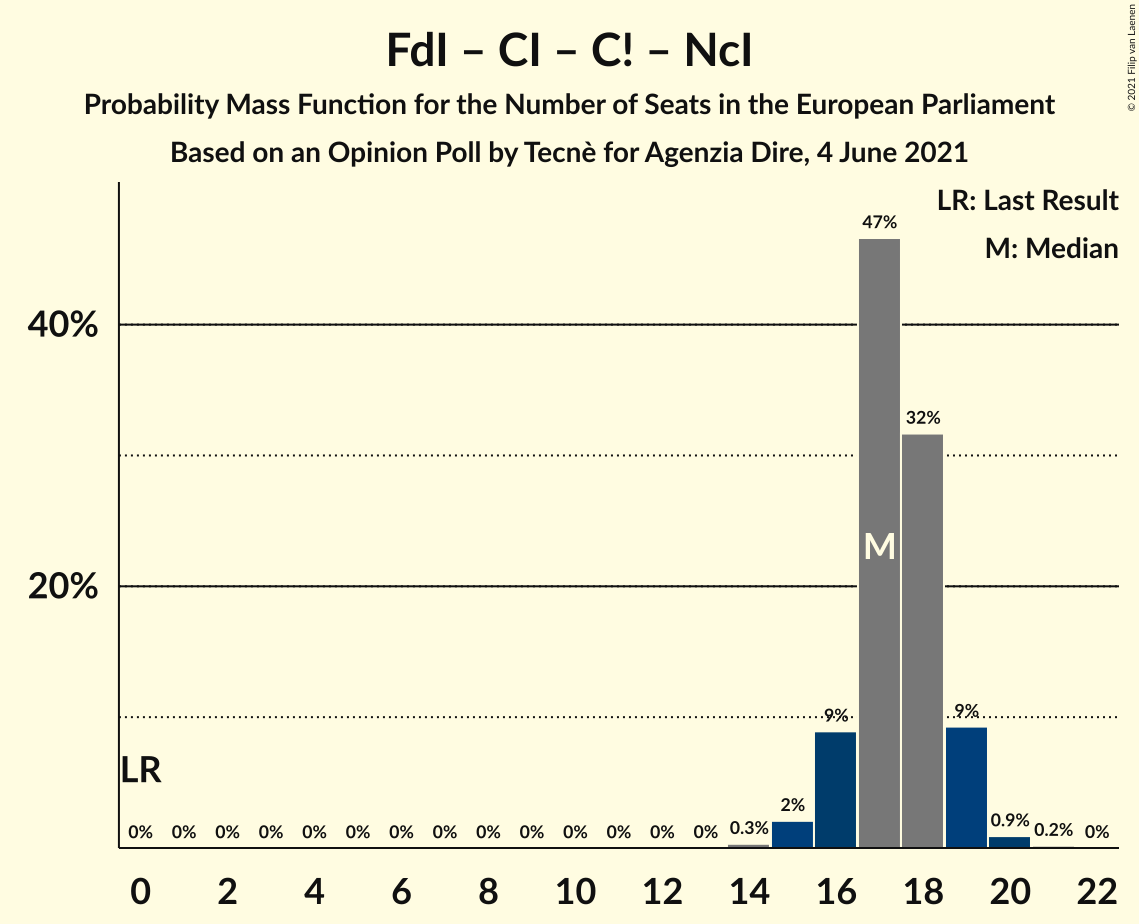 FdI – CI – C! – NcI
Probability Mass Function for the Number of Seats in the European Parliament
Based on an Opinion Poll by Tecnè for Agenzia Dire, 4 June 2021
© 2021 Filip van Laenen
LR: Last Result
M: Median
47%
40%
32%
M
20%
9%
9%
LR
2%
0%
0%
0%
0%
0%
0%
0%
0%
0%
0%
0%
0%
0%
0%
0.3%
0.9%
0.2%
0%
0 2 4 6 8 10 12 14 16 18 20 22